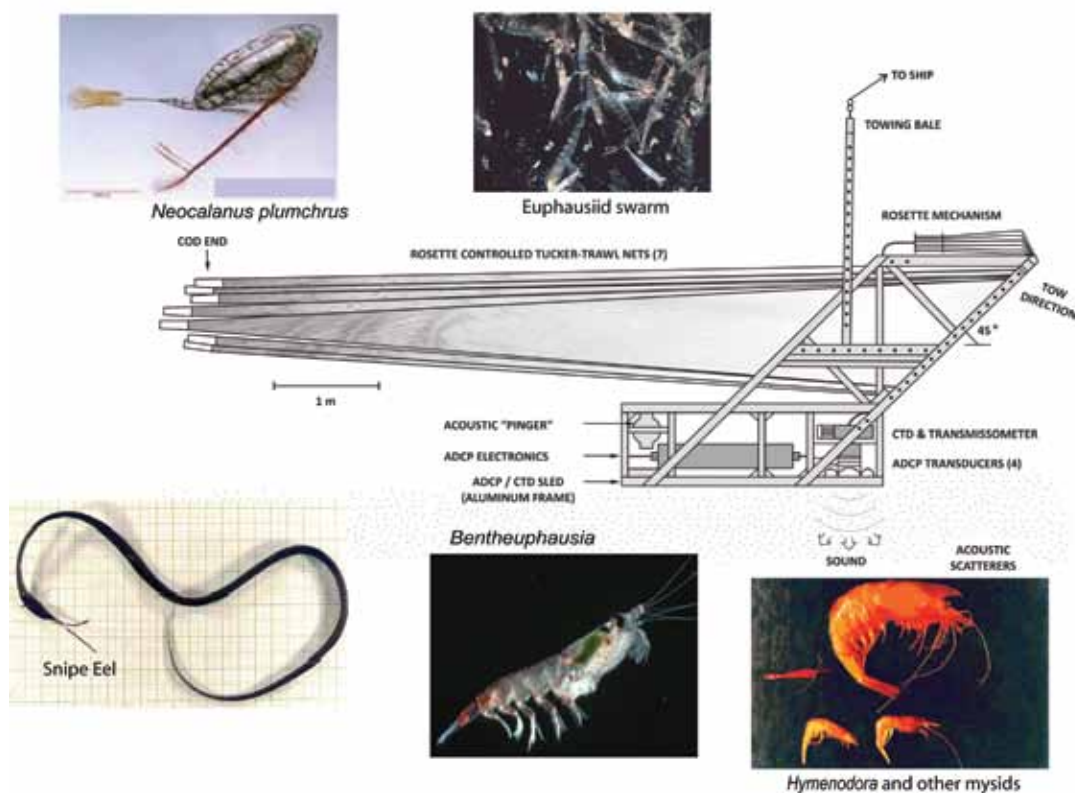 TO SHIP
TOWING BALE
Neocalanus plumchrus
Euphausiid swarm
ROSETTE MECHANISM
COD END
ROSETTE CONTROLLED TUCKER-TRAWL NETS (7)
TOW
DIRECTION
45°
1 m
ACOUSTIC "PINGER"
CTD & TRANSMISSOMETER
ADCP ELECTRONICS
ADCP TRANSDUCERS (4)
ADCP / CTD SLED
(ALUMINUM FRAME)
Bentheuphausia
SOUND
ACOUSTIC
SCATTERERS
Snipe Eel
Hymenodora and other mysids